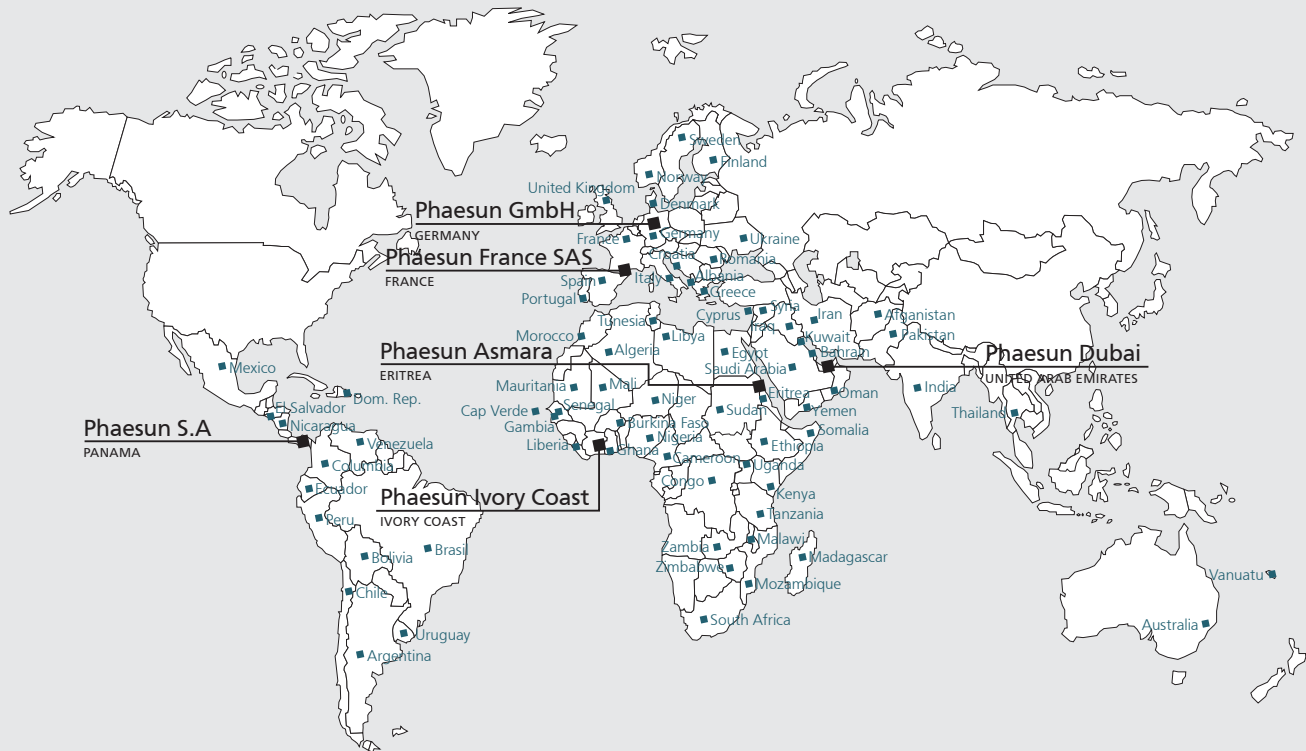 Sweden
Finland
Norway
United Kingdom
Denmark
Phaesun GmbH
GERMANY
Germany
France
Ukraine
Croatia
Phaesun France SAS
FRANCE
Romania
Italy
Albania
Spain
Greece
Portugal
Cyprus
Syria
Iran
Afganistan
Tunesia
Iraq
Morocco
Libya
Kuwait
Pakistan
Phaesun Asmara
ERITREA
Algeria
Egypt
Bahrain
Phaesun Dubai
UNITED ARAB EMIRATES
Saudi Arabia
Mexico
Mauritania
Mali
India
Dom. Rep.
Niger
Eritrea
Oman
El Salvador
Cap Verde
Senegal
Sudan
Yemen
Thailand
Nicaragua
Gambia
Burkina Faso
Somalia
Phaesun S.A
PANAMA
Venezuela
Liberia
Ghana
Nigeria
Ethiopia
Cameroon
Columbia
Uganda
Congo
Ecuador
Phaesun Ivory Coast
IVORY COAST
Kenya
Peru
Tanzania
Malawi
Zambia
Brasil
Bolivia
Madagascar
Zimbabwe
Vanuatu
Mozambique
Chile
South Africa
Australia
Uruguay
Argentina